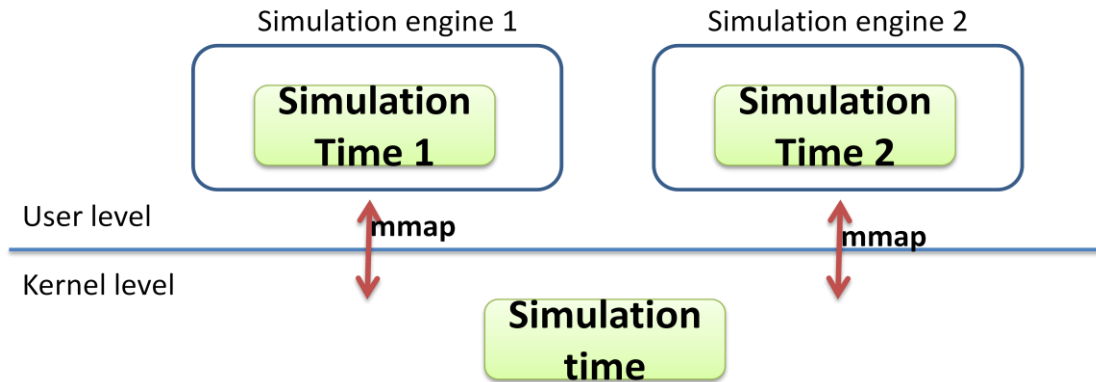 Simulation engine 1
Simulation engine 2
Simulation
Time 1
Simulation
Time 2
User level
mmap
mmap
Kernel level
Simulation
time